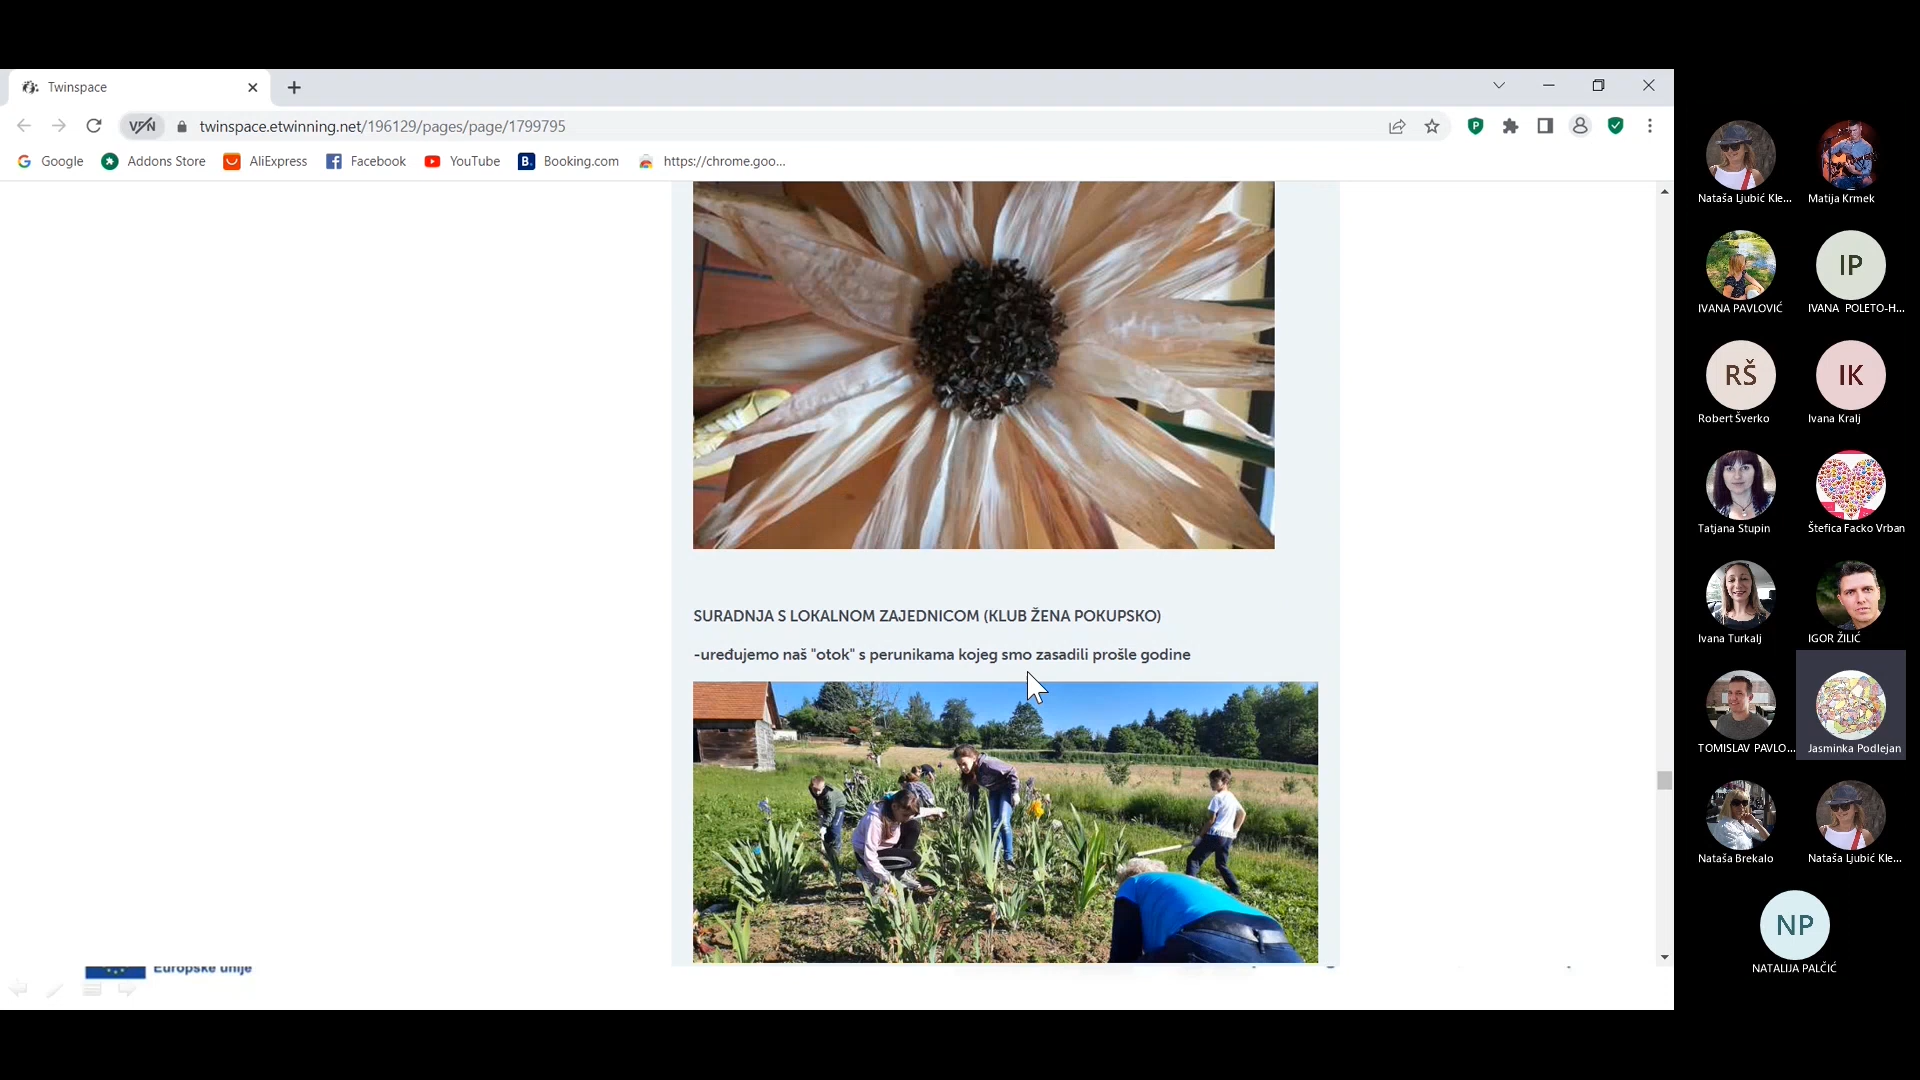 Twinspace
VPN
twinspace.etwinning.net/196129/pages/page/1799795
Google
Addons Store
AliExpress
Facebook
YouTube
B.
Booking.com
https://chrome.goo...
SURADNJA S LOKALNOM ZAJEDNICOM (KLUB ŽENA POKUPSKO)
-uređujemo naš "otok" s perunikama kojeg smo zasadili prošle godine
Europske unije
Nataša Ljubić Kle...
Matija Krmek
IVANA PAVLOVIĆ
IP
IVANA POLETO-H...
RŠ
Robert Šverko
IK
Ivana Kralj
Tatjana Stupin
Štefica Facko Vrban
Ivana Turkalj
IGOR ŽILIĆ
TOMISLAV PAVLO...
Jasminka Podlejan
Nataša Brekalo
Nataša Ljubić Kle...
NP
NATALIJA PALČIĆ